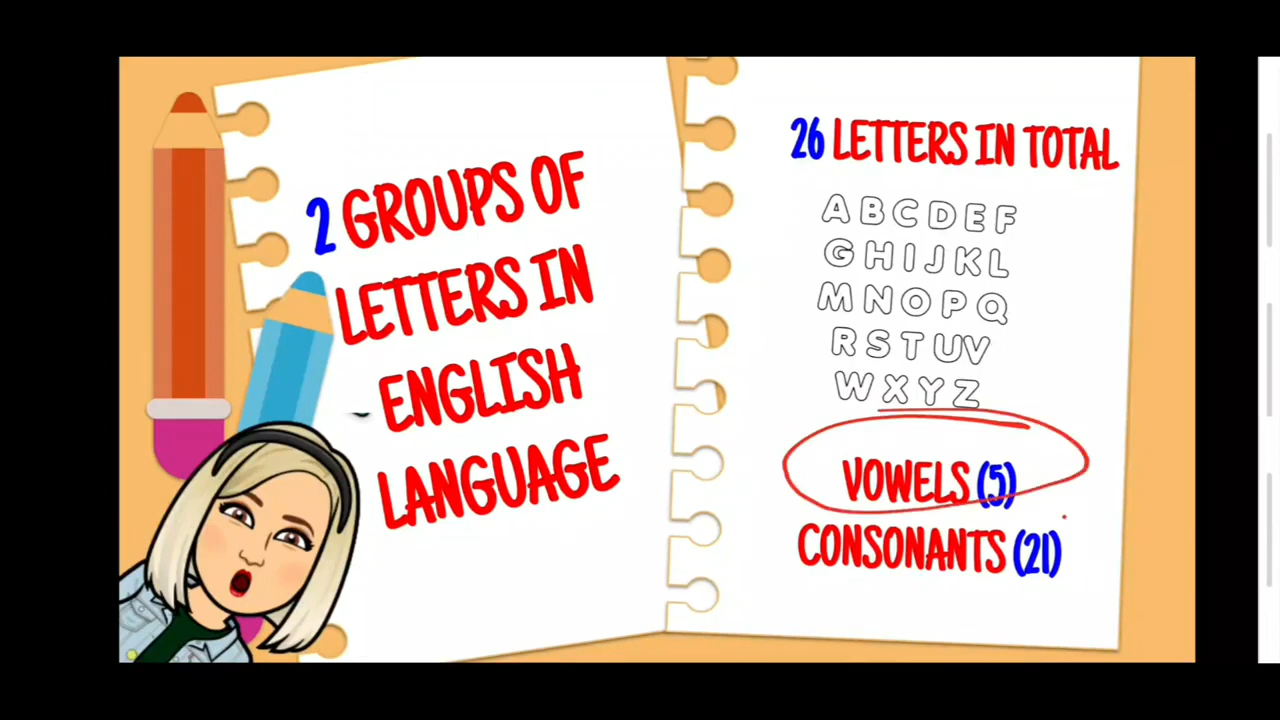 2 GROUPS OF
LETTERS IN
ENGLISH
LANGUAGE
26 LETTERS IN TOTAL
A B C D E F
G H I J K L
M N O P Q
R S T U V
W X Y Z
VOWELS (5)
CONSONANTS (21)